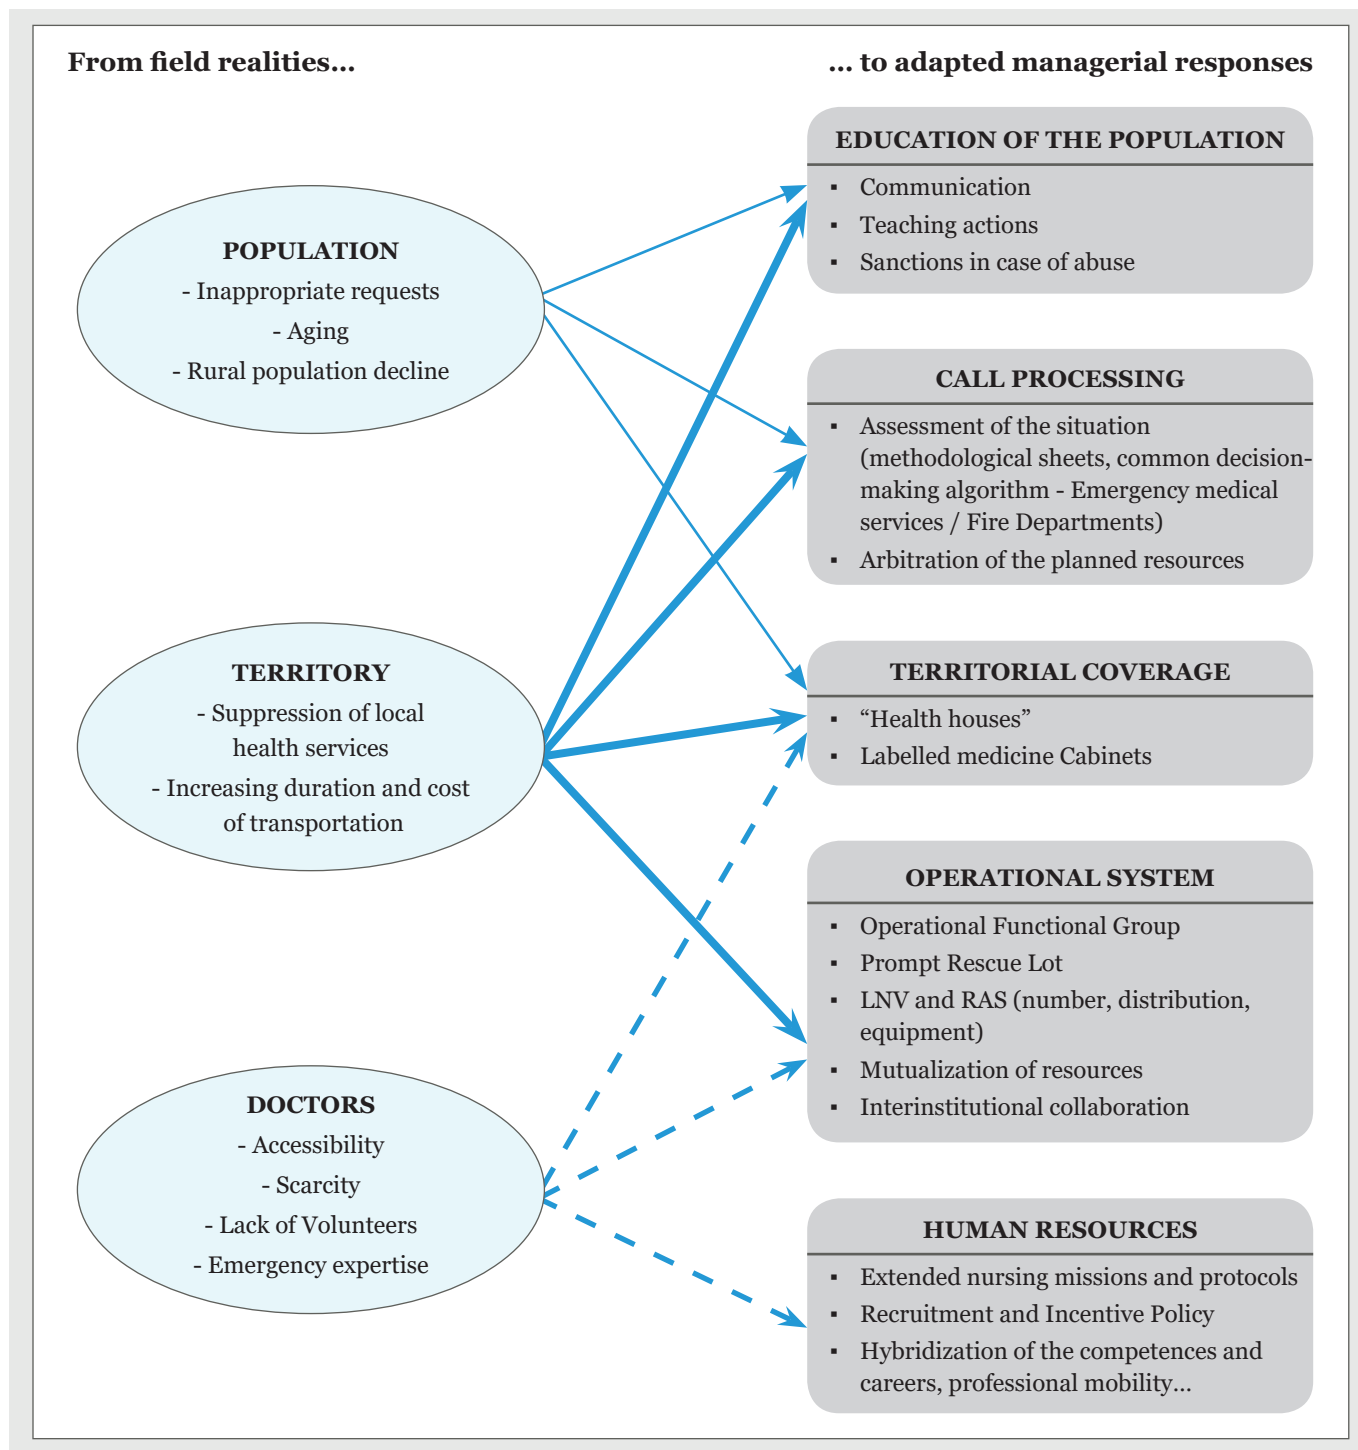 From field realities...
... to adapted managerial responses
POPULATION
- Inappropriate requests
- Aging
- Rural population decline
TERRITORY
- Suppression of local
health services
- Increasing duration and cost
of transportation
DOCTORS
- Accessibility
- Scarcity
- Lack of Volunteers
- Emergency expertise
EDUCATION OF THE POPULATION
▪ Communication
▪ Teaching actions
▪ Sanctions in case of abuse
CALL PROCESSING
▪ Assessment of the situation
(methodological sheets, common decision-
making algorithm - Emergency medical
services / Fire Departments)
▪ Arbitration of the planned resources
TERRITORIAL COVERAGE
▪ “Health houses”
▪ Labelled medicine Cabinets
OPERATIONAL SYSTEM
▪ Operational Functional Group
▪ Prompt Rescue Lot
▪ LNV and RAS (number, distribution,
equipment)
▪ Mutualization of resources
▪ Interinstitutional collaboration
HUMAN RESOURCES
▪ Extended nursing missions and protocols
▪ Recruitment and Incentive Policy
▪ Hybridization of the competences and
careers, professional mobility...